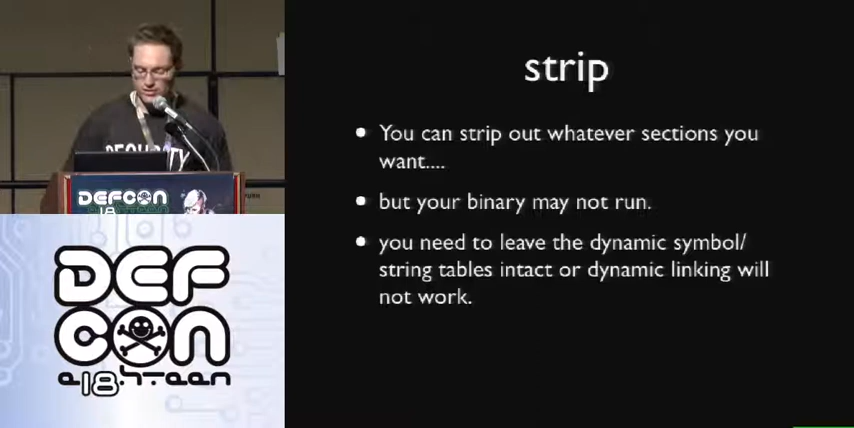 strip
• You can strip out whatever sections you
want....
• but your binary may not run.
• you need to leave the dynamic symbol/
string tables intact or dynamic linking will
not work.
DEFCON
18
DEF
CON
e18hteen